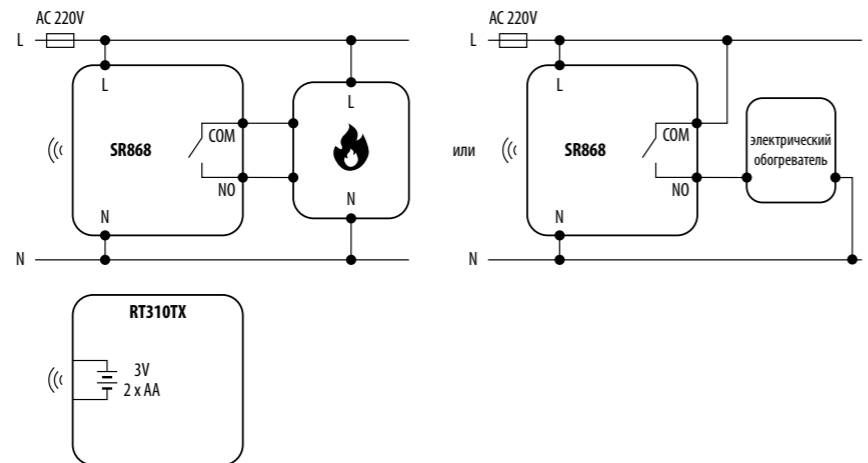 AC 220V
L
L
SR868
COM
NO
N
N
L
N
или
AC 220V
L
L
SR868
COM
NO
N
N
электрический
обогреватель
RT310TX
3V
2 x AA